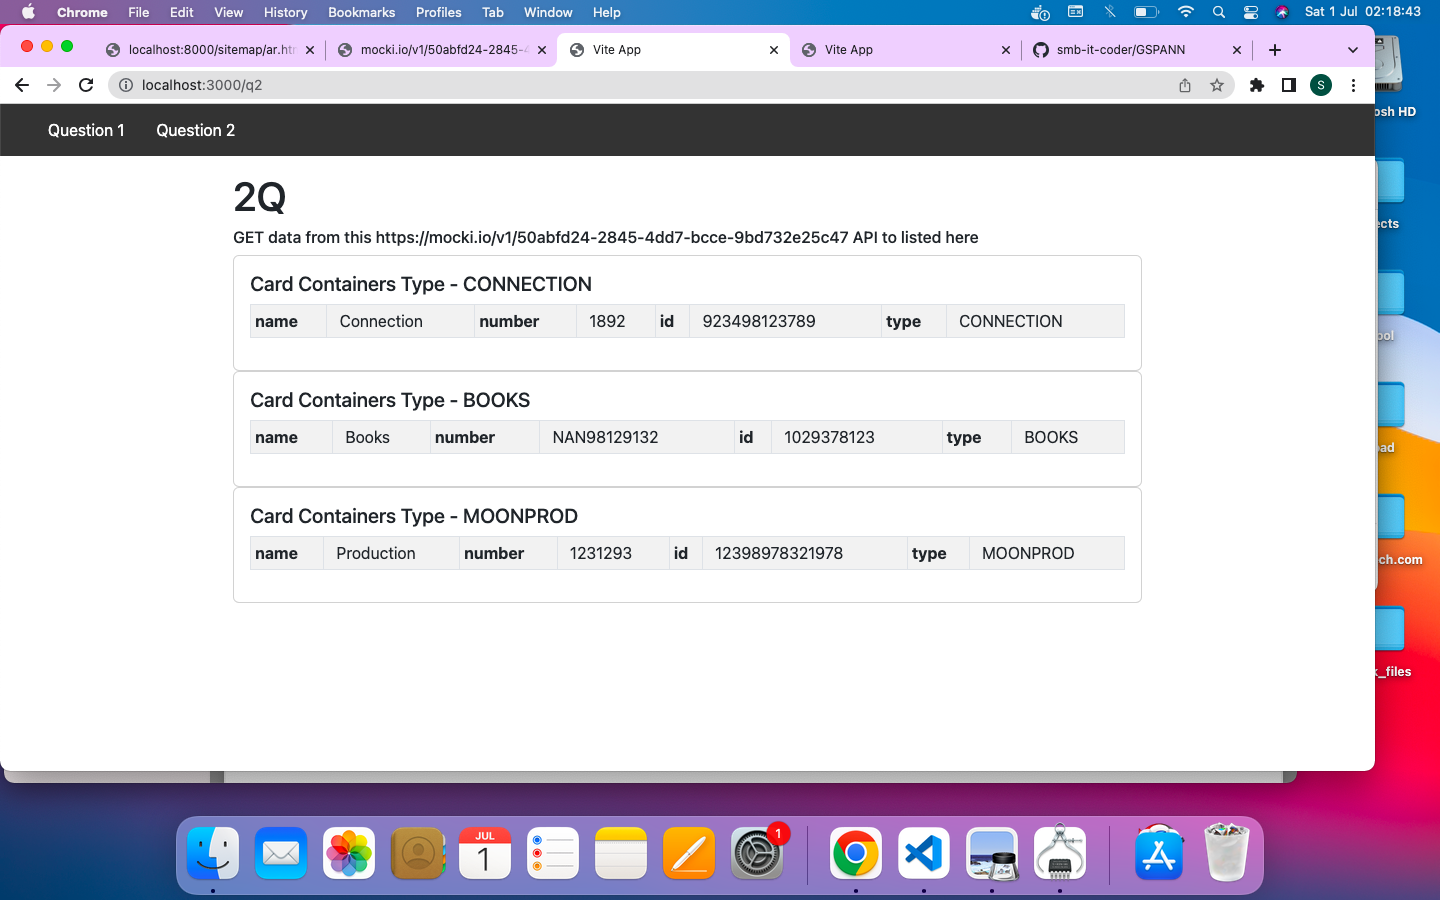 Chrome File Edit View History Bookmarks Profiles Tab Window Help Sat 1 Jul 02:18:43
localhost:8000/sitemap/ar.htm mocki.io/v1/50abfd24-2845-4 Vite App Vite App smb-it-coder/GSPANN
localhost:3000/q2 S
osh HD
Question 1 Question 2
2Q
ects
GET data from this https://mocki.io/v1/50abfd24-2845-4dd7-bcce-9bd732e25c47 API to listed here
Card Containers Type - CONNECTION
name Connection number 1892 id 923498123789 type CONNECTION
ool
Card Containers Type - BOOKS
name Books number NAN98129132 id 1029378123 type BOOKS
ad
Card Containers Type - MOONPROD
name Production number 1231293 id 12398978321978 type MOONPROD
ch.com
_files
JUL
1
1